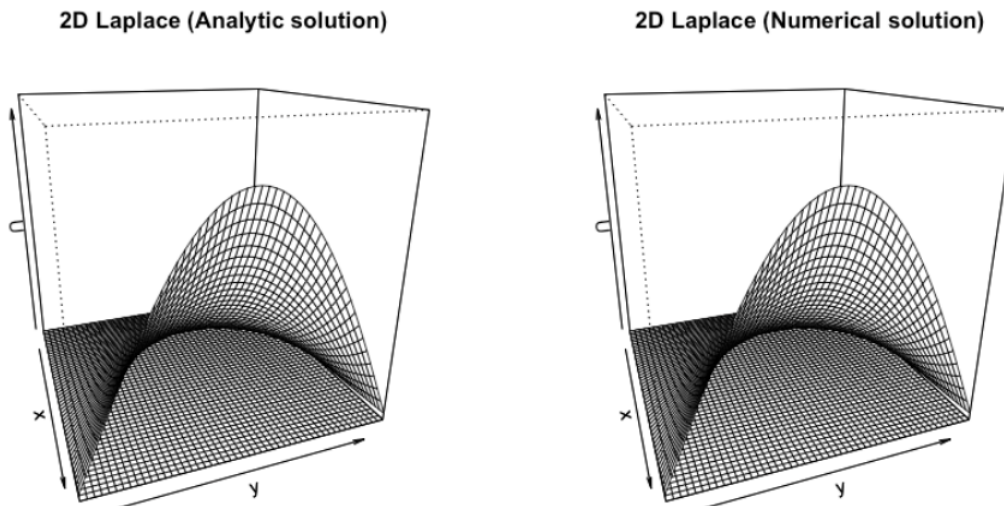 2D Laplace (Analytic solution)
2D Laplace (Numerical solution)
p
x
y
p
x
y